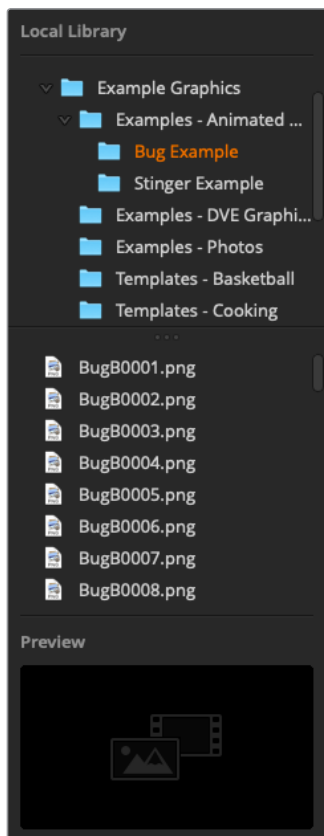 Local Library
Example Graphics
Examples - Animated ...
Bug Example
Stinger Example
Examples - DVE Graphi...
Examples - Photos
Templates - Basketball
Templates - Cooking
BugB0001.png
BugB0002.png
BugB0003.png
BugB0004.png
BugB0005.png
BugB0006.png
BugB0007.png
BugB0008.png
Preview